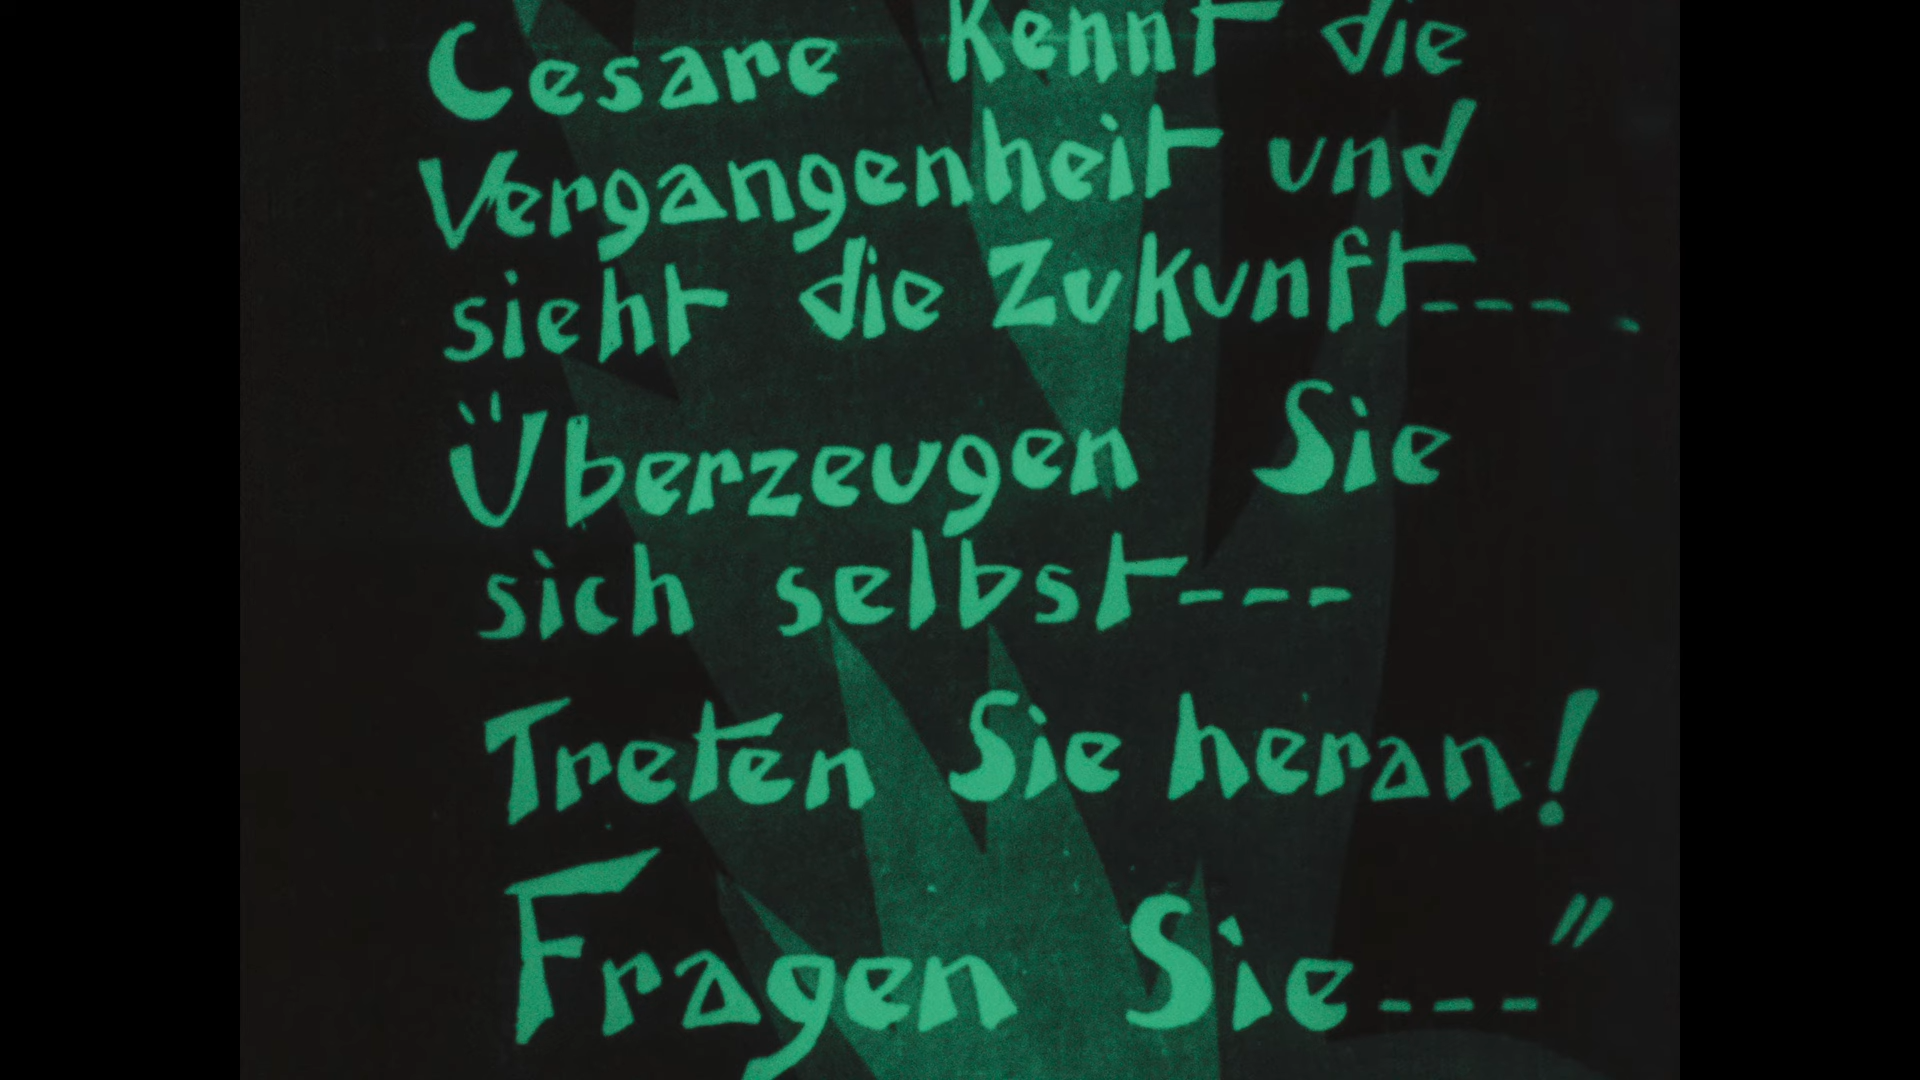 Cesare kennt die
Vergangenheit und
sieht die Zukunft---
Überzeugen Sie
sich selbst---
Treten Sie heran!
Fragen Sie---"